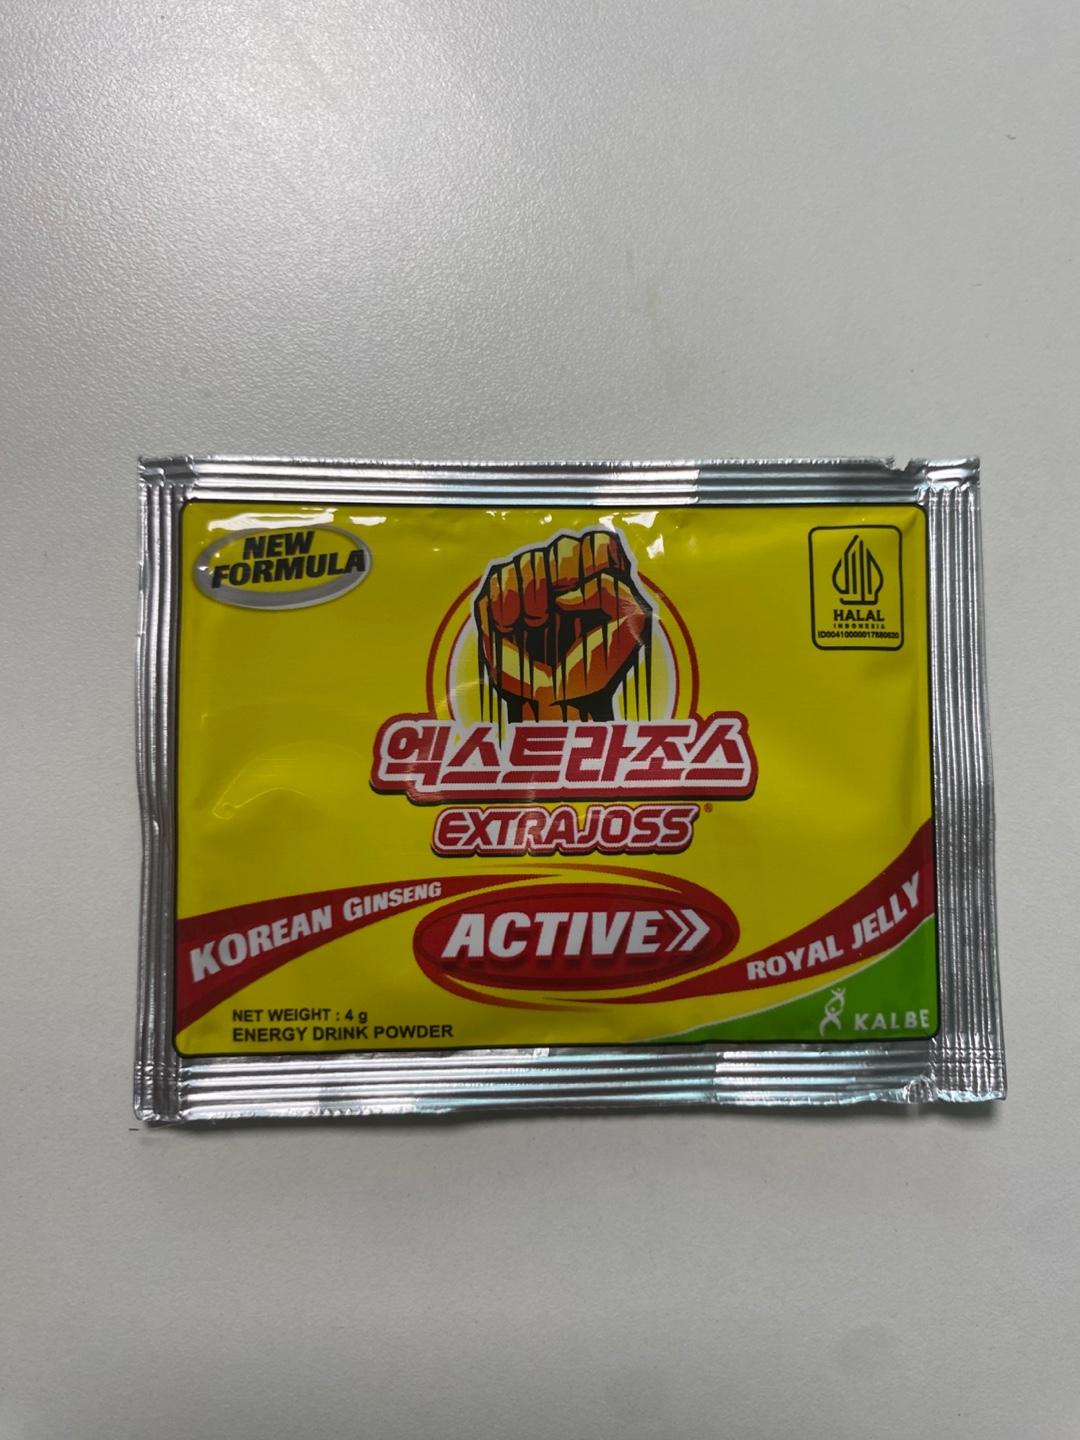 NEW
FORMULA
HALAL
INDONESIA
ID00410000017880620
엑스트라조스
EXTRAJOSS®
KOREAN GINSENG
ACTIVE
ROYAL JELLY
NET WEIGHT : 4 g
ENERGY DRINK POWDER
KALBE